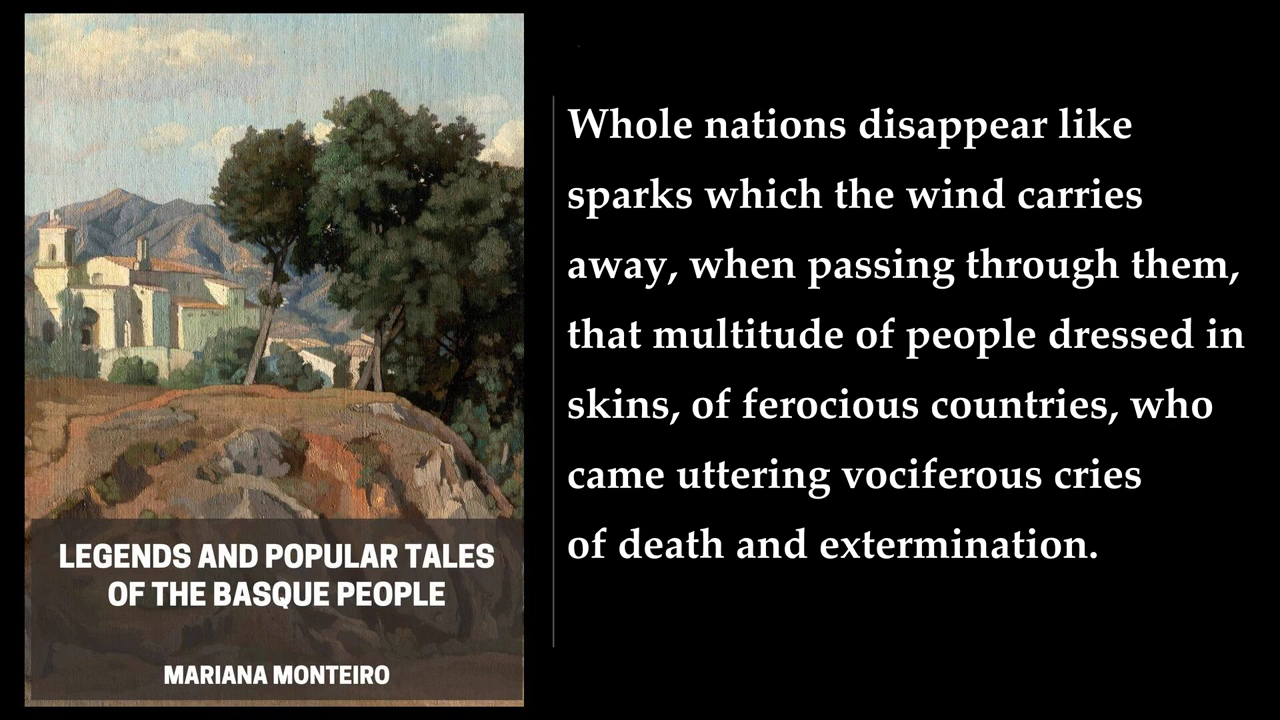 LEGENDS AND POPULAR TALES
OF THE BASQUE PEOPLE
MARIANA MONTEIRO
Whole nations disappear like
sparks which the wind carries
away, when passing through them,
that multitude of people dressed in
skins, of ferocious countries, who
came uttering vociferous cries
of death and extermination.